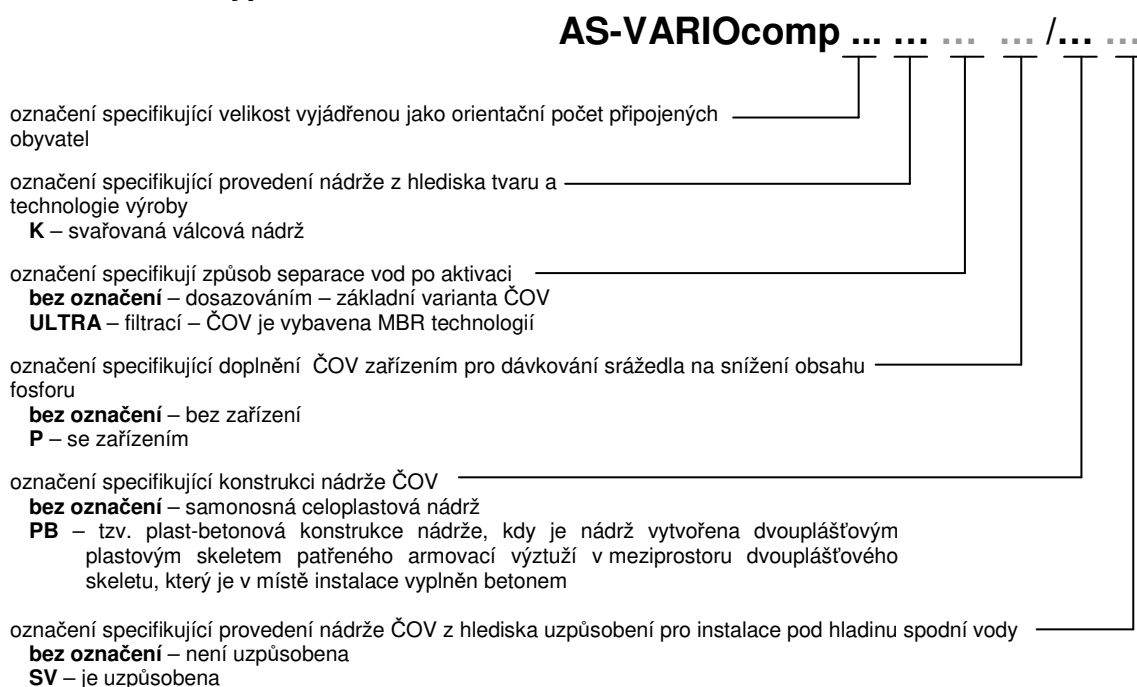 AS-VARIOcomp ... ... ... ... /... ...
označení specifikující velikost vyjádřenou jako orientační počet připojených
obyvatel
označení specifikující provedení nádrže z hlediska tvaru a
technologie výroby
K – svařovaná válcová nádrž
označení specifikují způsob separace vod po aktivaci
bez označení – dosazováním – základní varianta ČOV
ULTRA – filtrací – ČOV je vybavena MBR technologií
označení specifikující doplnění ČOV zařízením pro dávkování srážedla na snížení obsahu
fosforu
bez označení – bez zařízení
P – se zařízením
označení specifikující konstrukci nádrže ČOV
bez označení – samonosná celoplastová nádrž
PB – tzv. plast-betonová konstrukce nádrže, kdy je nádrž vytvořena dvouplášťovým
plastovým skeletem patřeného armovací výztuží v meziprostoru dvouplášťového
skeletu, který je v místě instalace vyplněn betonem
označení specifikující provedení nádrže ČOV z hlediska uzpůsobení pro instalace pod hladinu spodní vody
bez označení – není uzpůsobena
SV – je uzpůsobena